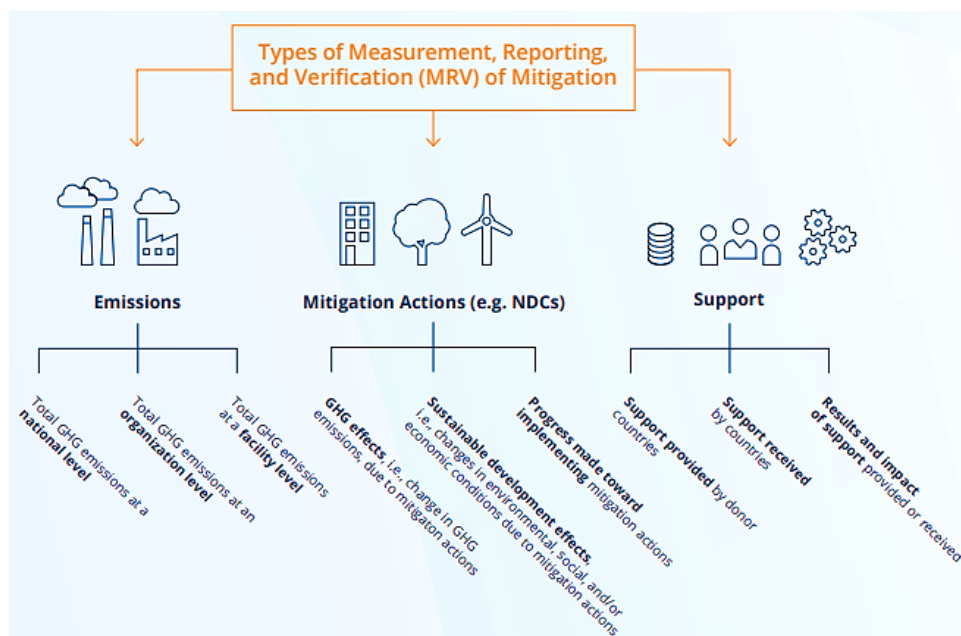 Types of Measurement, Reporting,
and Verification (MRV) of Mitigation
Emissions
Total GHG emissions at a
national level
Total GHG emissions at an
organization level
Total GHG emissions
at a facility level
Mitigation Actions (e.g. NDCs)
GHG effects, i.e., change in GHG
emissions, due to mitigaton actions
Sustainable development effects,
i.e., changes in environmental, social, and/or
economic conditions due to mitigation actions
Progress made toward
implementing mitigation actions
Support
Support provided by donor
countries
Support received
by countries
Results and impact
of support provided or received